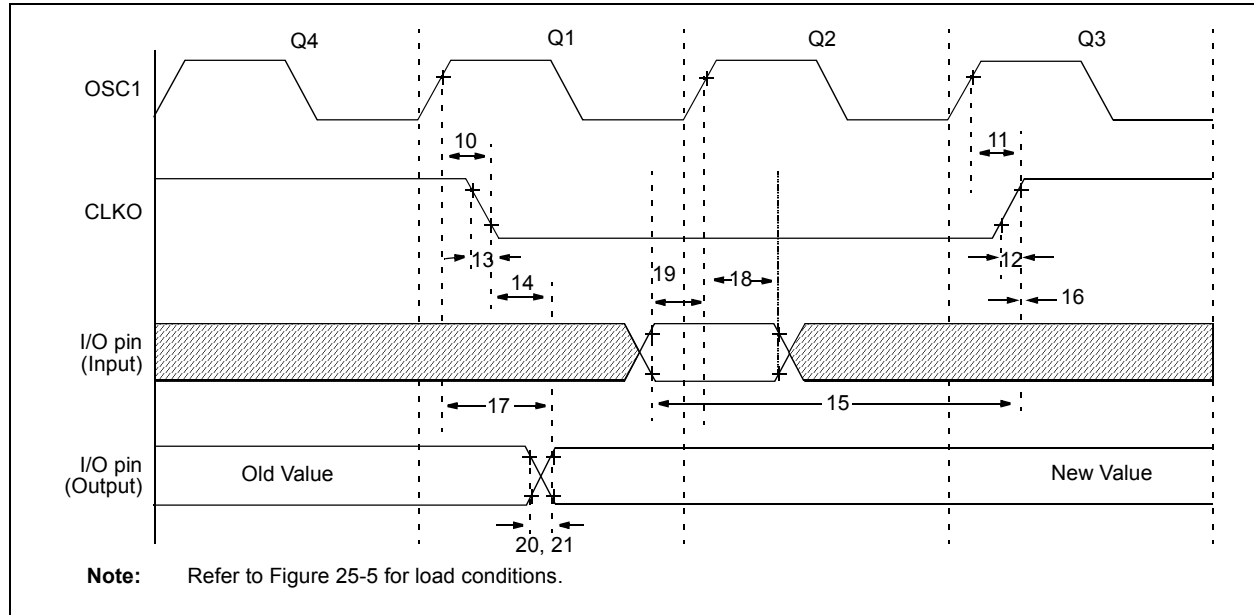 Q4 Q1 Q2 Q3
OSC1
10 11
CLKO
13 19 18 12
14 16
I/O pin
(Input)
17 15
I/O pin
(Output)
Old Value New Value
20, 21
Note: Refer to Figure 25-5 for load conditions.